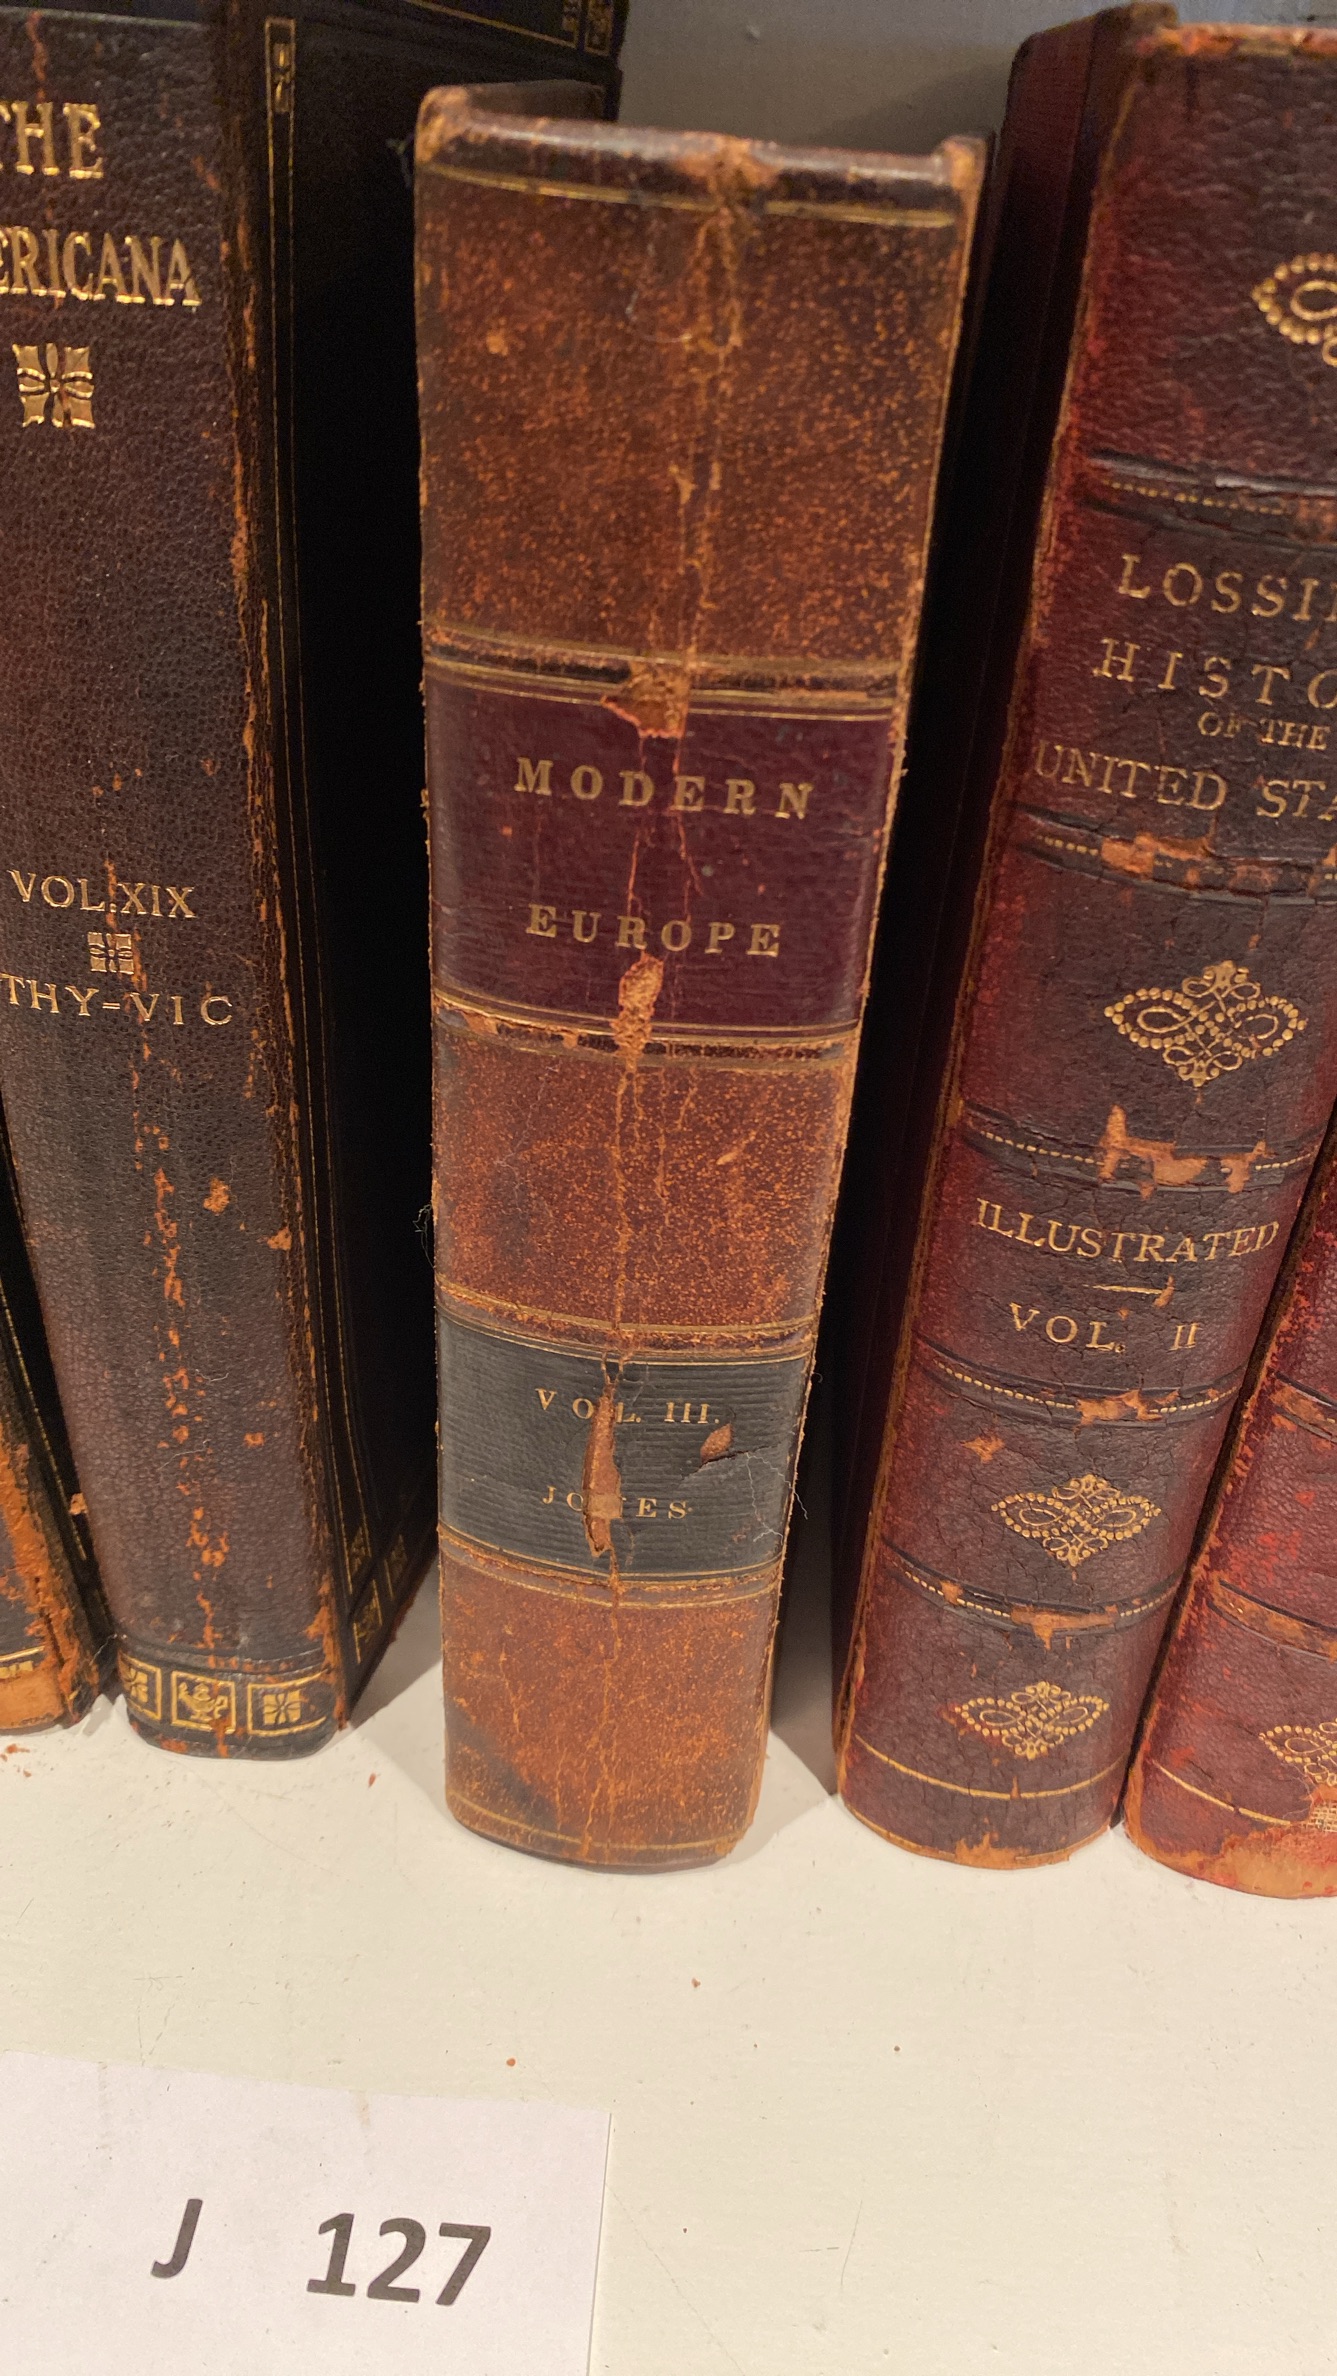 THE
ERICANA
VOL. XIX
THY-VIC
MODERN
EUROPE
VOL. III.
JONES
LOSSI
HISTO
OF THE
UNITED STA
ILLUSTRATED
VOL. II
J 127